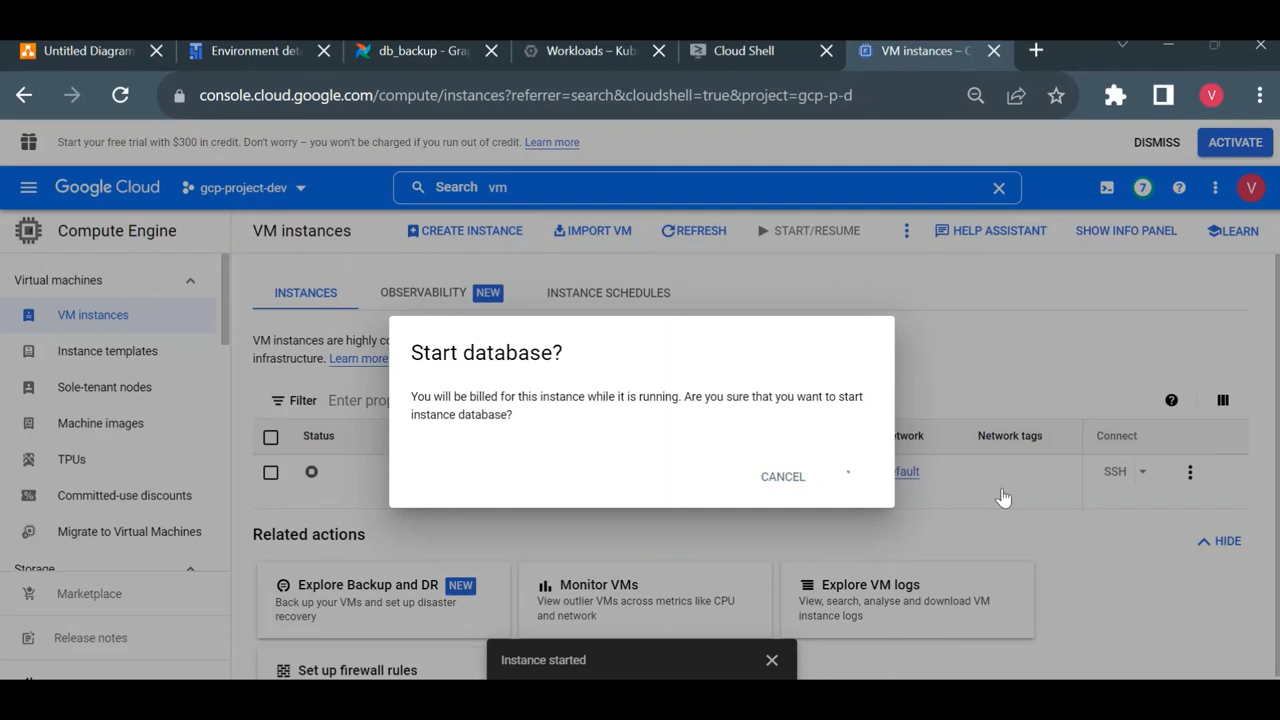 Untitled Diagram
Environment det
db_backup - Gra
Workloads – Kub
Cloud Shell
VM instances – C
console.cloud.google.com/compute/instances?referrer=search&cloudshell=true&project=gcp-p-d
V
Start your free trial with $300 in credit. Don't worry – you won't be charged if you run out of credit. Learn more
DISMISS
ACTIVATE
Google Cloud
gcp-project-dev
Search vm
7
V
Compute Engine
VM instances
CREATE INSTANCE
IMPORT VM
REFRESH
START/RESUME
HELP ASSISTANT
SHOW INFO PANEL
LEARN
Virtual machines
VM instances
Instance templates
Sole-tenant nodes
Machine images
TPUs
Committed-use discounts
Migrate to Virtual Machines
Storage
Marketplace
Release notes
INSTANCES
OBSERVABILITY NEW
INSTANCE SCHEDULES
VM instances are highly co
infrastructure. Learn more
Filter Enter prop
Status
etwork
Network tags
Connect
efault
SSH
Start database?
You will be billed for this instance while it is running. Are you sure that you want to start
instance database?
CANCEL
Related actions
HIDE
Explore Backup and DR NEW
Back up your VMs and set up disaster
recovery
Monitor VMs
View outlier VMs across metrics like CPU
and network
Explore VM logs
View, search, analyse and download VM
instance logs
Set up firewall rules
Instance started